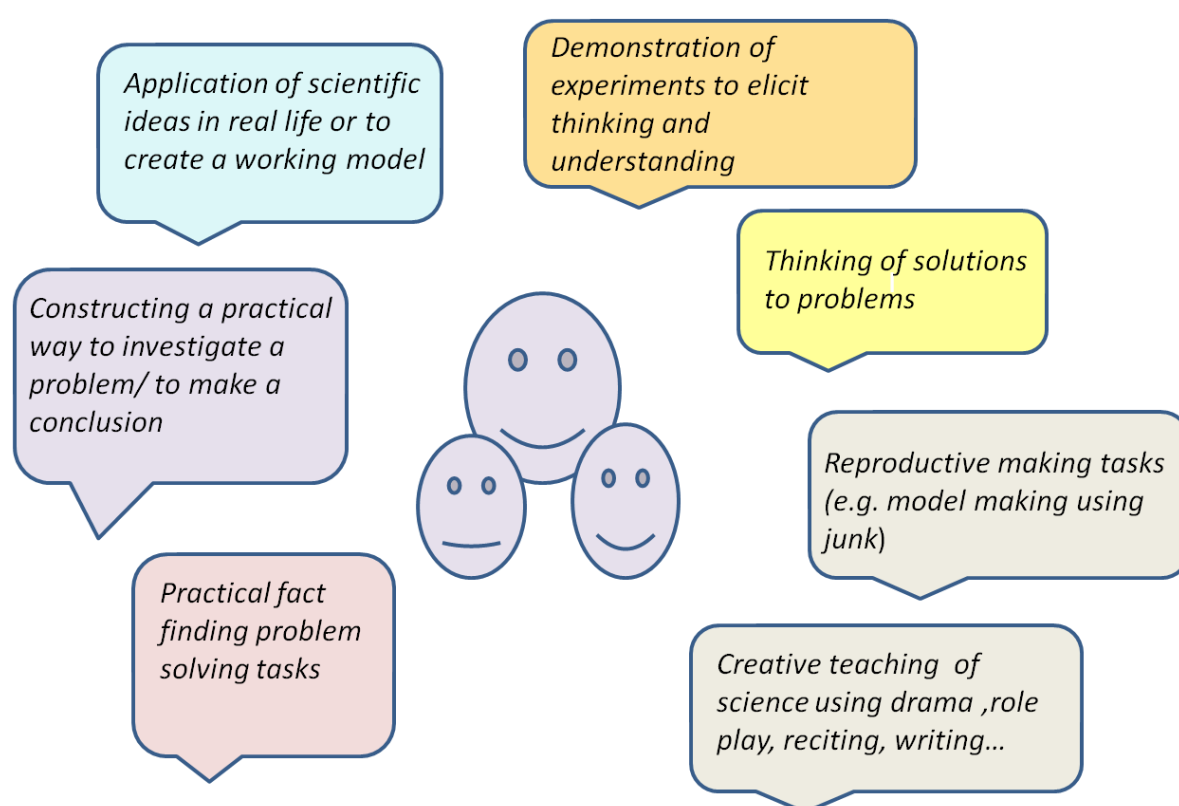 Application of scientific
ideas in real life or to
create a working model
Demonstration of
experiments to elicit
thinking and
understanding
Thinking of solutions
to problems
Constructing a practical
way to investigate a
problem/ to make a
conclusion
Reproductive making tasks
(e.g. model making using
junk)
Practical fact
finding problem
solving tasks
Creative teaching of
science using drama ,role
play, reciting, writing…